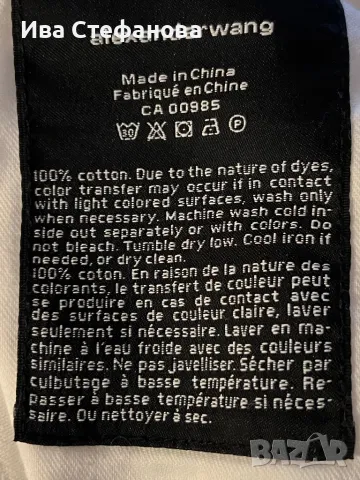 Ива Стефанова
alexanderwang
Made in China
Fabriqué en Chine
CA 00985
30 A P
100% cotton. Due to the nature of dyes,
color transfer may occur if in contact
with light colored surfaces, wash only
when necessary. Machine wash cold in-
side out separately or with colors. Do
not bleach. Tumble dry low. Cool iron if
needed, or dry clean.
100% coton. En raison de la nature des
colorants, le transfert de couleur peut
se produire en cas de contact avec
des surfaces de couleur claire, laver
seulement si nécessaire. Laver en ma-
chine à l'eau froide avec des couleurs
similaires. Ne pas javelliser. Sécher par
culbutage à basse température. Re-
passer à basse température si néces-
saire. Ou nettoyer à sec.
BAZAR